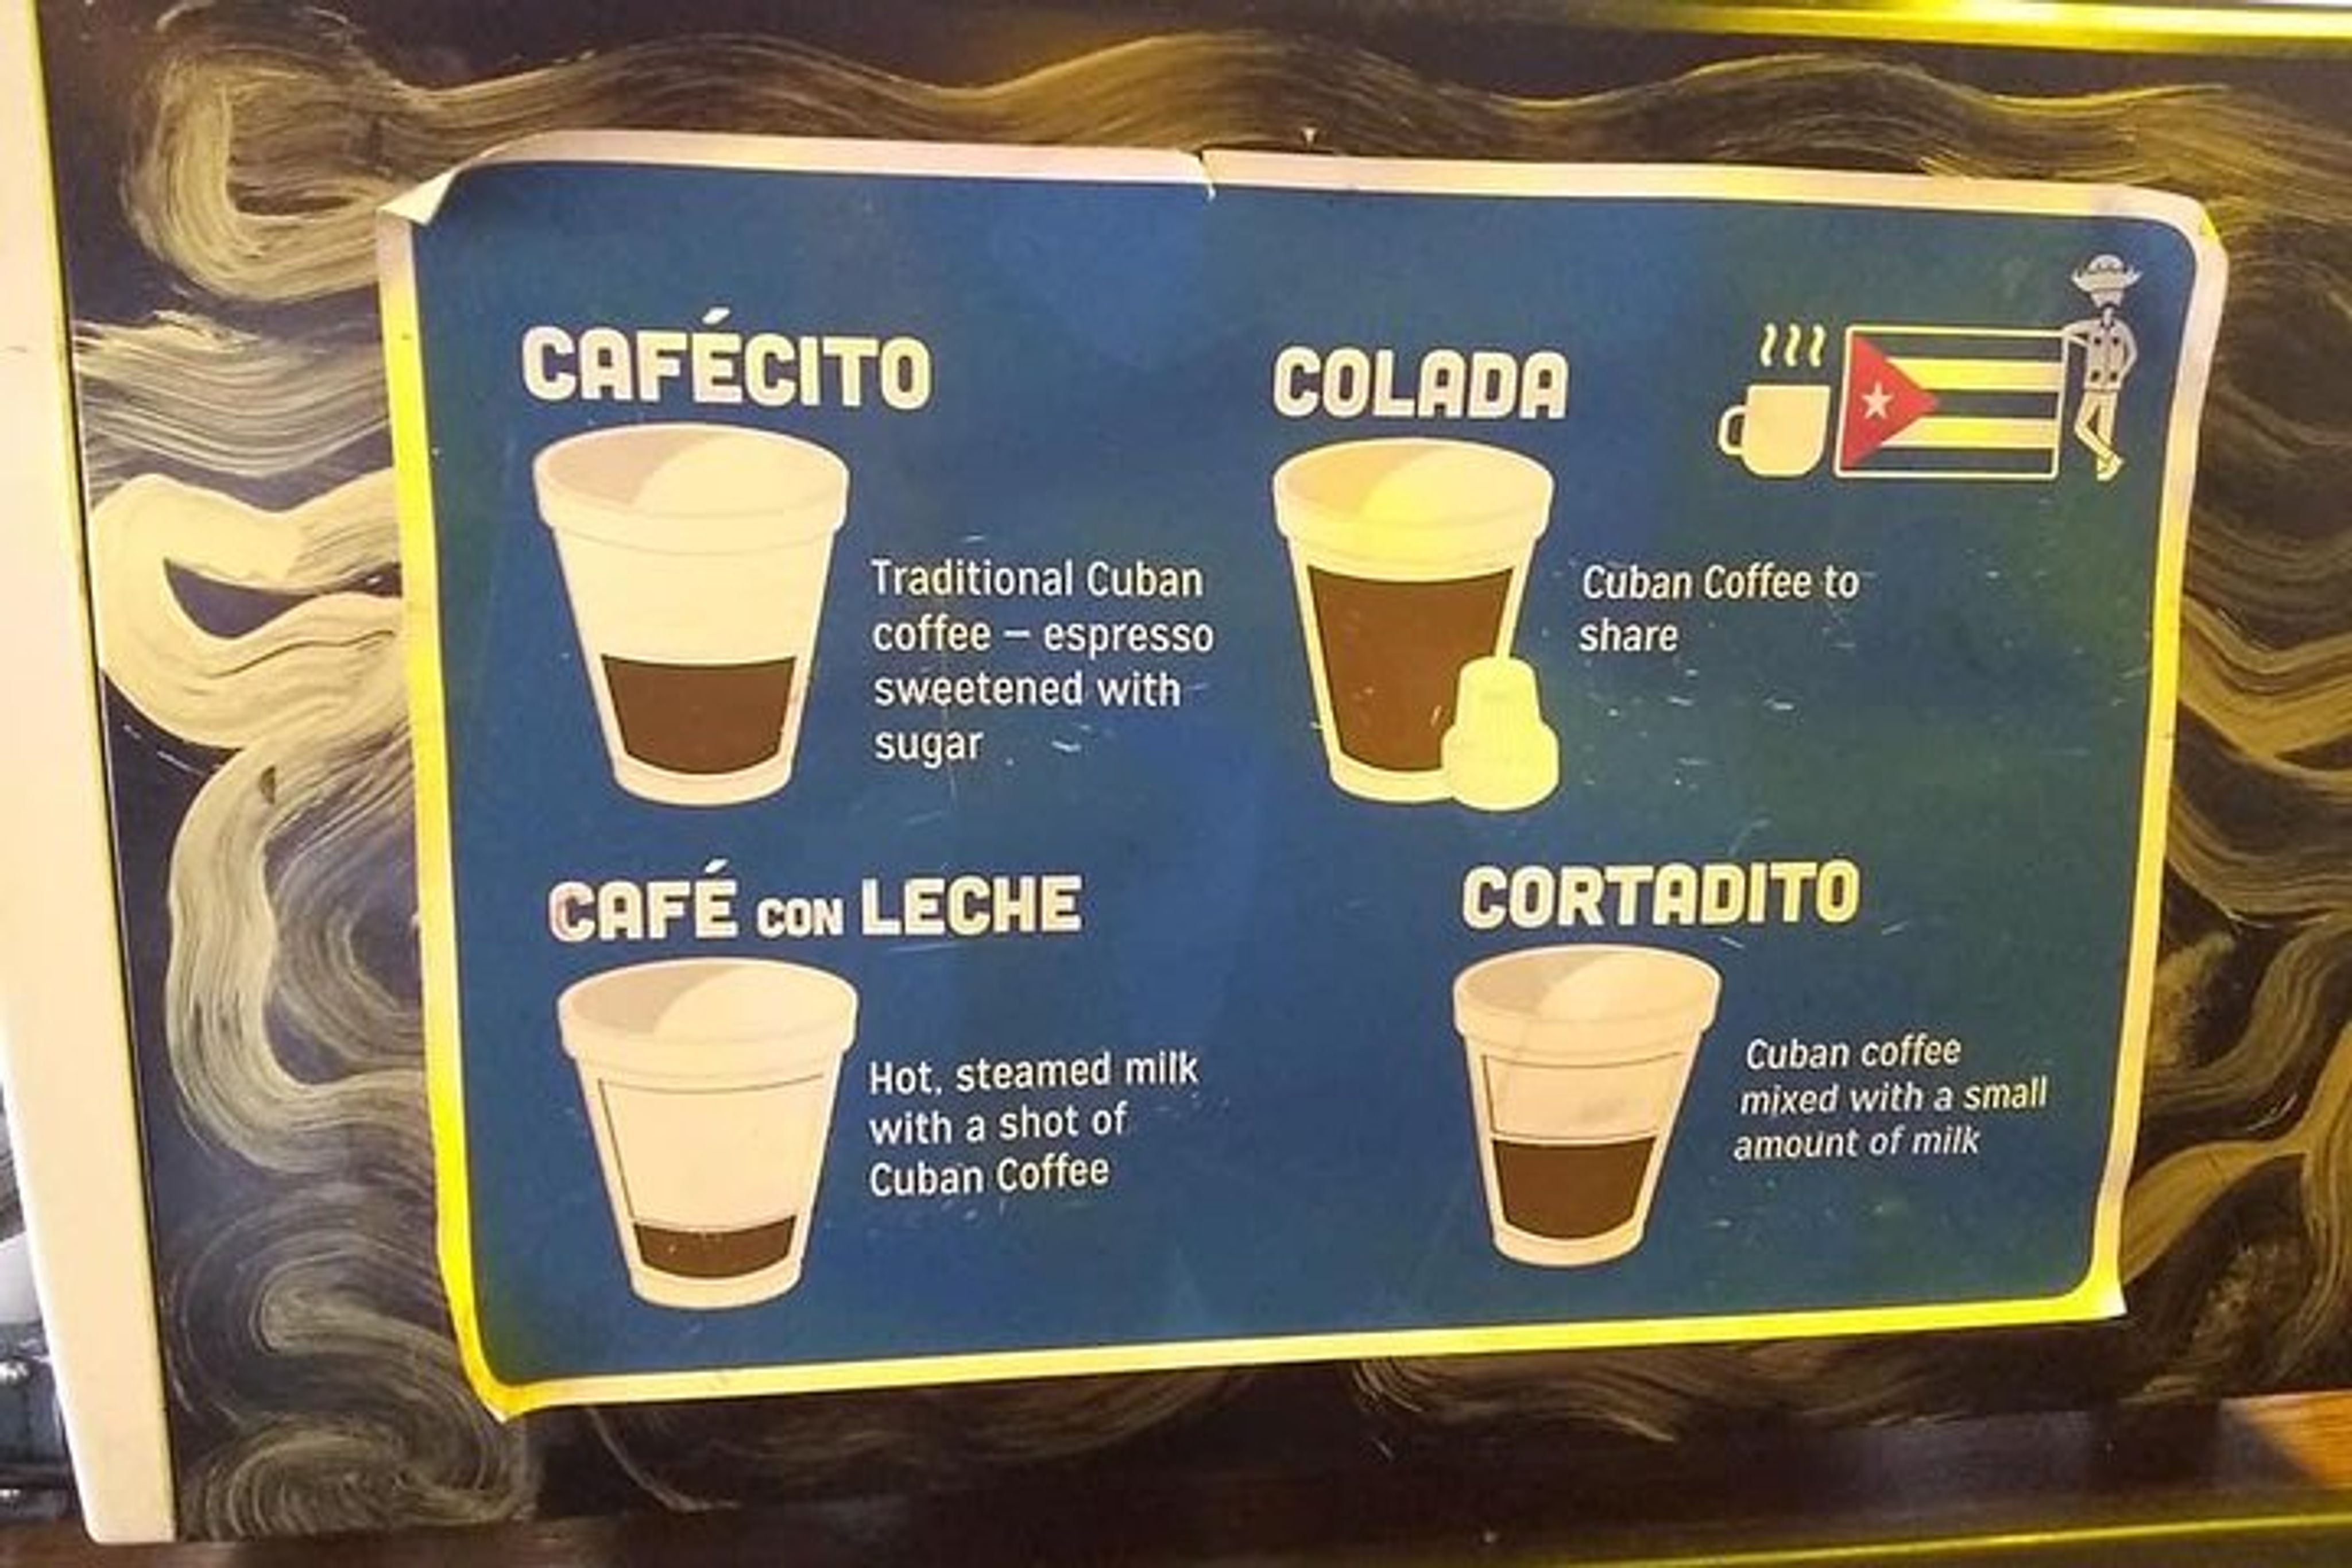 CAFÉCITO
Traditional Cuban
coffee – espresso
sweetened with
sugar
COLADA
Cuban Coffee to
share
CAFÉ CON LECHE
Hot, steamed milk
with a shot of
Cuban Coffee
CORTADITO
Cuban coffee
mixed with a small
amount of milk